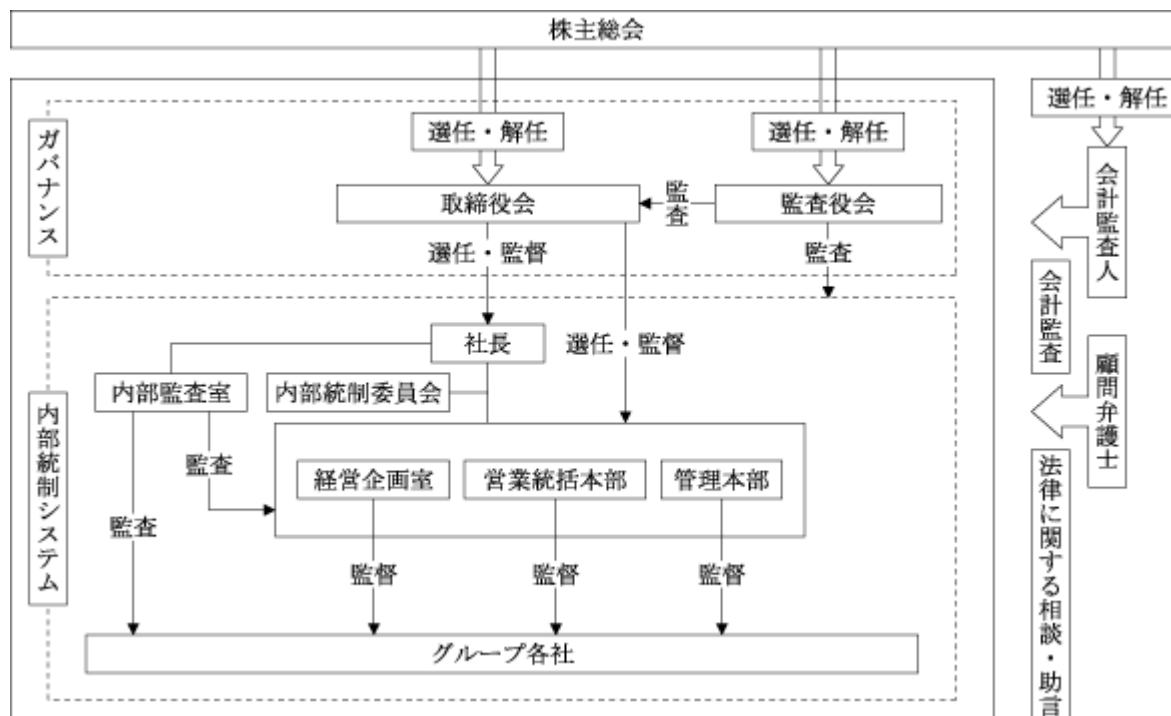 株主総会
選任・解任
選任・解任
選任・解任
ガバナンス
取締役会
監査
監査役会
会計監査人
選任・監督
監査
会計監査
社長
選任・監督
内部監査室
内部統制委員会
顧問弁護士
内部統制システム
監査
経営企画室
営業統括本部
管理本部
監査
監督
監督
監督
法律に関する相談・助言
グループ各社